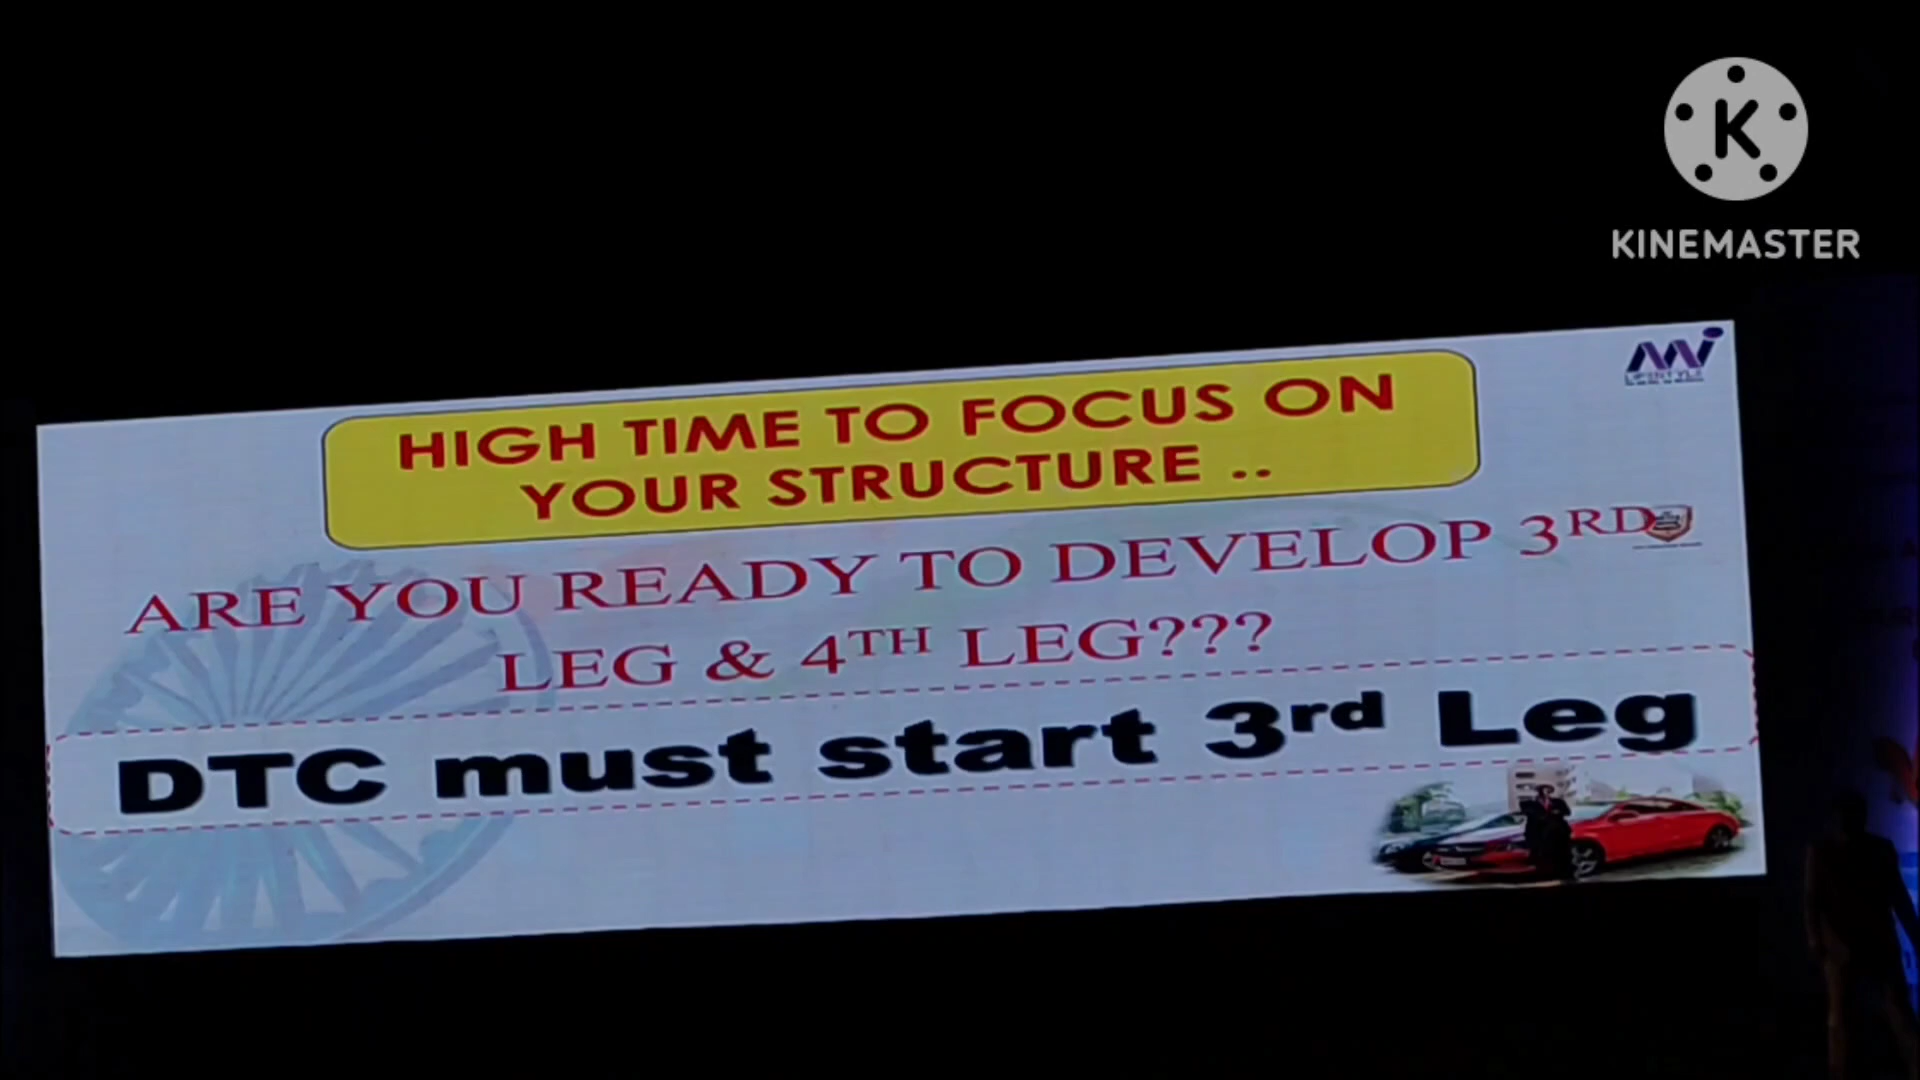 KINEMASTER
HIGH TIME TO FOCUS ON
YOUR STRUCTURE ..
ARE YOU READY TO DEVELOP 3RD
LEG & 4TH LEG???
DTC must start 3rd Leg